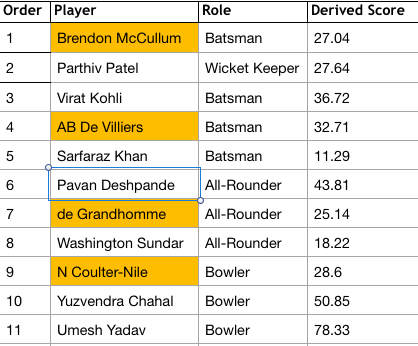 Order Player Role Derived Score
1 Brendon McCullum Batsman 27.04
2 Parthiv Patel Wicket Keeper 27.64
3 Virat Kohli Batsman 36.72
4 AB De Villiers Batsman 32.71
5 Sarfaraz Khan Batsman 11.29
6 Pavan Deshpande All-Rounder 43.81
7 de Grandhomme All-Rounder 25.14
8 Washington Sundar All-Rounder 18.22
9 N Coulter-Nile Bowler 28.6
10 Yuzvendra Chahal Bowler 50.85
11 Umesh Yadav Bowler 78.33